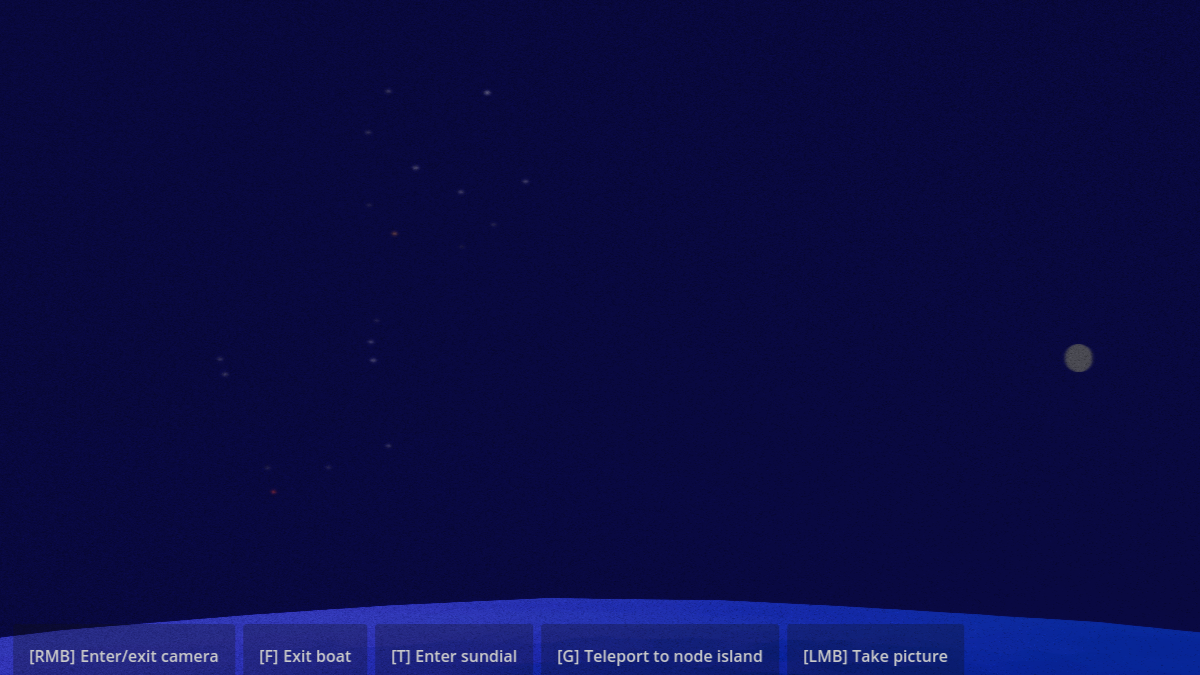 [RMB] Enter/exit camera
[F] Exit boat
[T] Enter sundial
[G] Teleport to node island
[LMB] Take picture